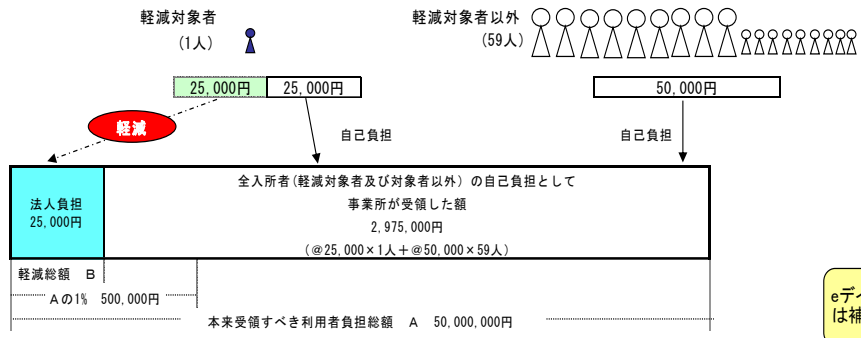 軽減対象者
(1人)
軽減対象者以外
(59人)
25,000円
25,000円
50,000円
軽減
自己負担
自己負担
法人負担
25,000円
全入所者(軽減対象者及び対象者以外)の自己負担として
事業所が受領した額
2,975,000円
(@25,000×1人+@50,000×59人)
軽減総額 B
Aの1% 500,000円
本来受領すべき利用者負担総額 A 50,000,000円
eデ
は補